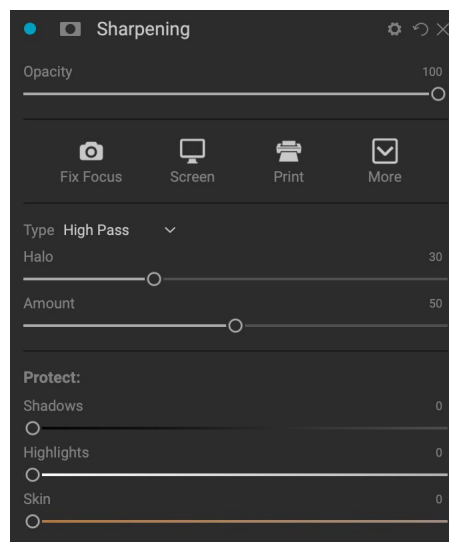 Sharpening
Opacity 100
Fix Focus Screen Print More
Type High Pass
Halo 30
Amount 50
Protect:
Shadows 0
Highlights 0
Skin 0